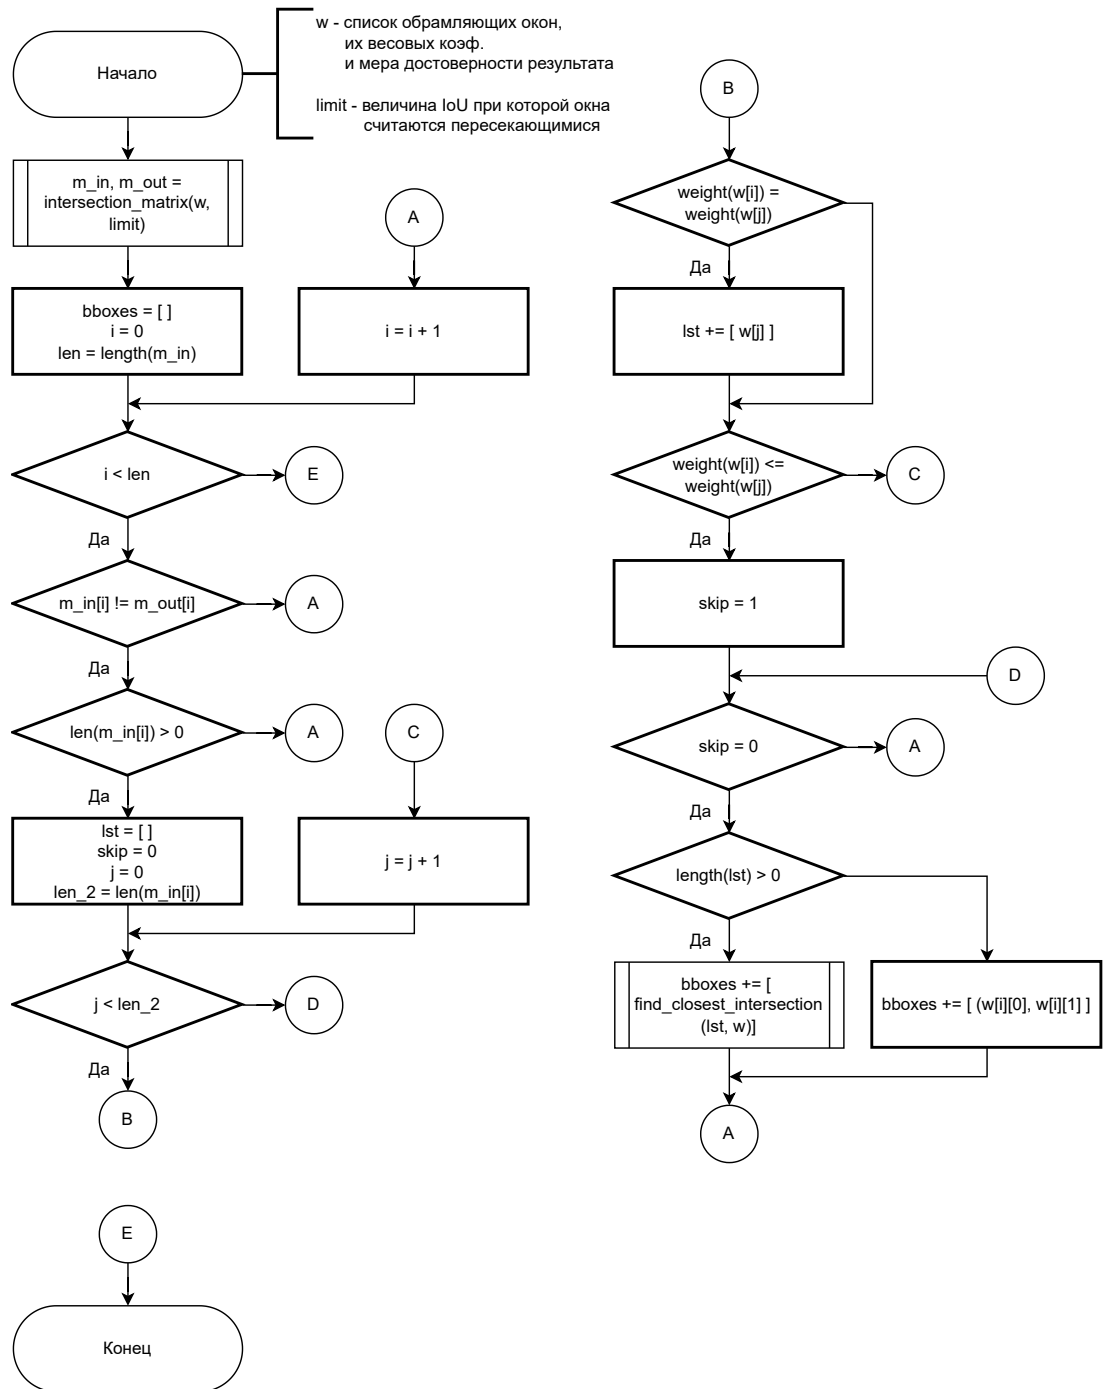 Начало
w - список обрамляющих окон,
их весовых коэф.
и мера достоверности результата
limit - величина IoU при которой окна
считаются пересекающимися
m_in, m_out =
intersection_matrix(w,
limit)
bboxes = [ ]
i = 0
len = length(m_in)
A
i = i + 1
i < len
E
Да
m_in[i] != m_out[i]
A
Да
len(m_in[i]) > 0
A
C
Да
lst = [ ]
skip = 0
j = 0
len_2 = len(m_in[i])
j = j + 1
j < len_2
D
Да
B
E
Конец
B
weight(w[i]) =
weight(w[j])
Да
lst += [ w[j] ]
weight(w[i]) <=
weight(w[j])
C
Да
skip = 1
D
skip = 0
A
Да
length(lst) > 0
Да
bboxes += [
find_closest_intersection
(lst, w)]
bboxes += [ (w[i][0], w[i][1] ]
A